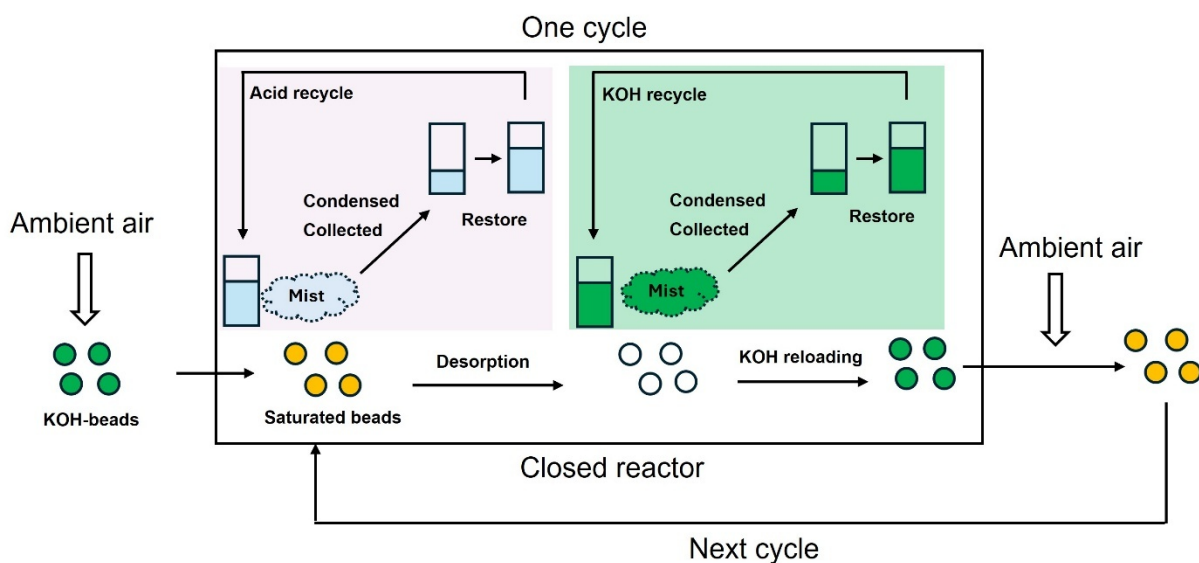 One cycle
Acid recycle
Condensed
Collected
Restore
Mist
KOH recycle
Condensed
Collected
Restore
Mist
Ambient air
KOH-beads
Saturated beads
Desorption
KOH reloading
Ambient air
Closed reactor
Next cycle